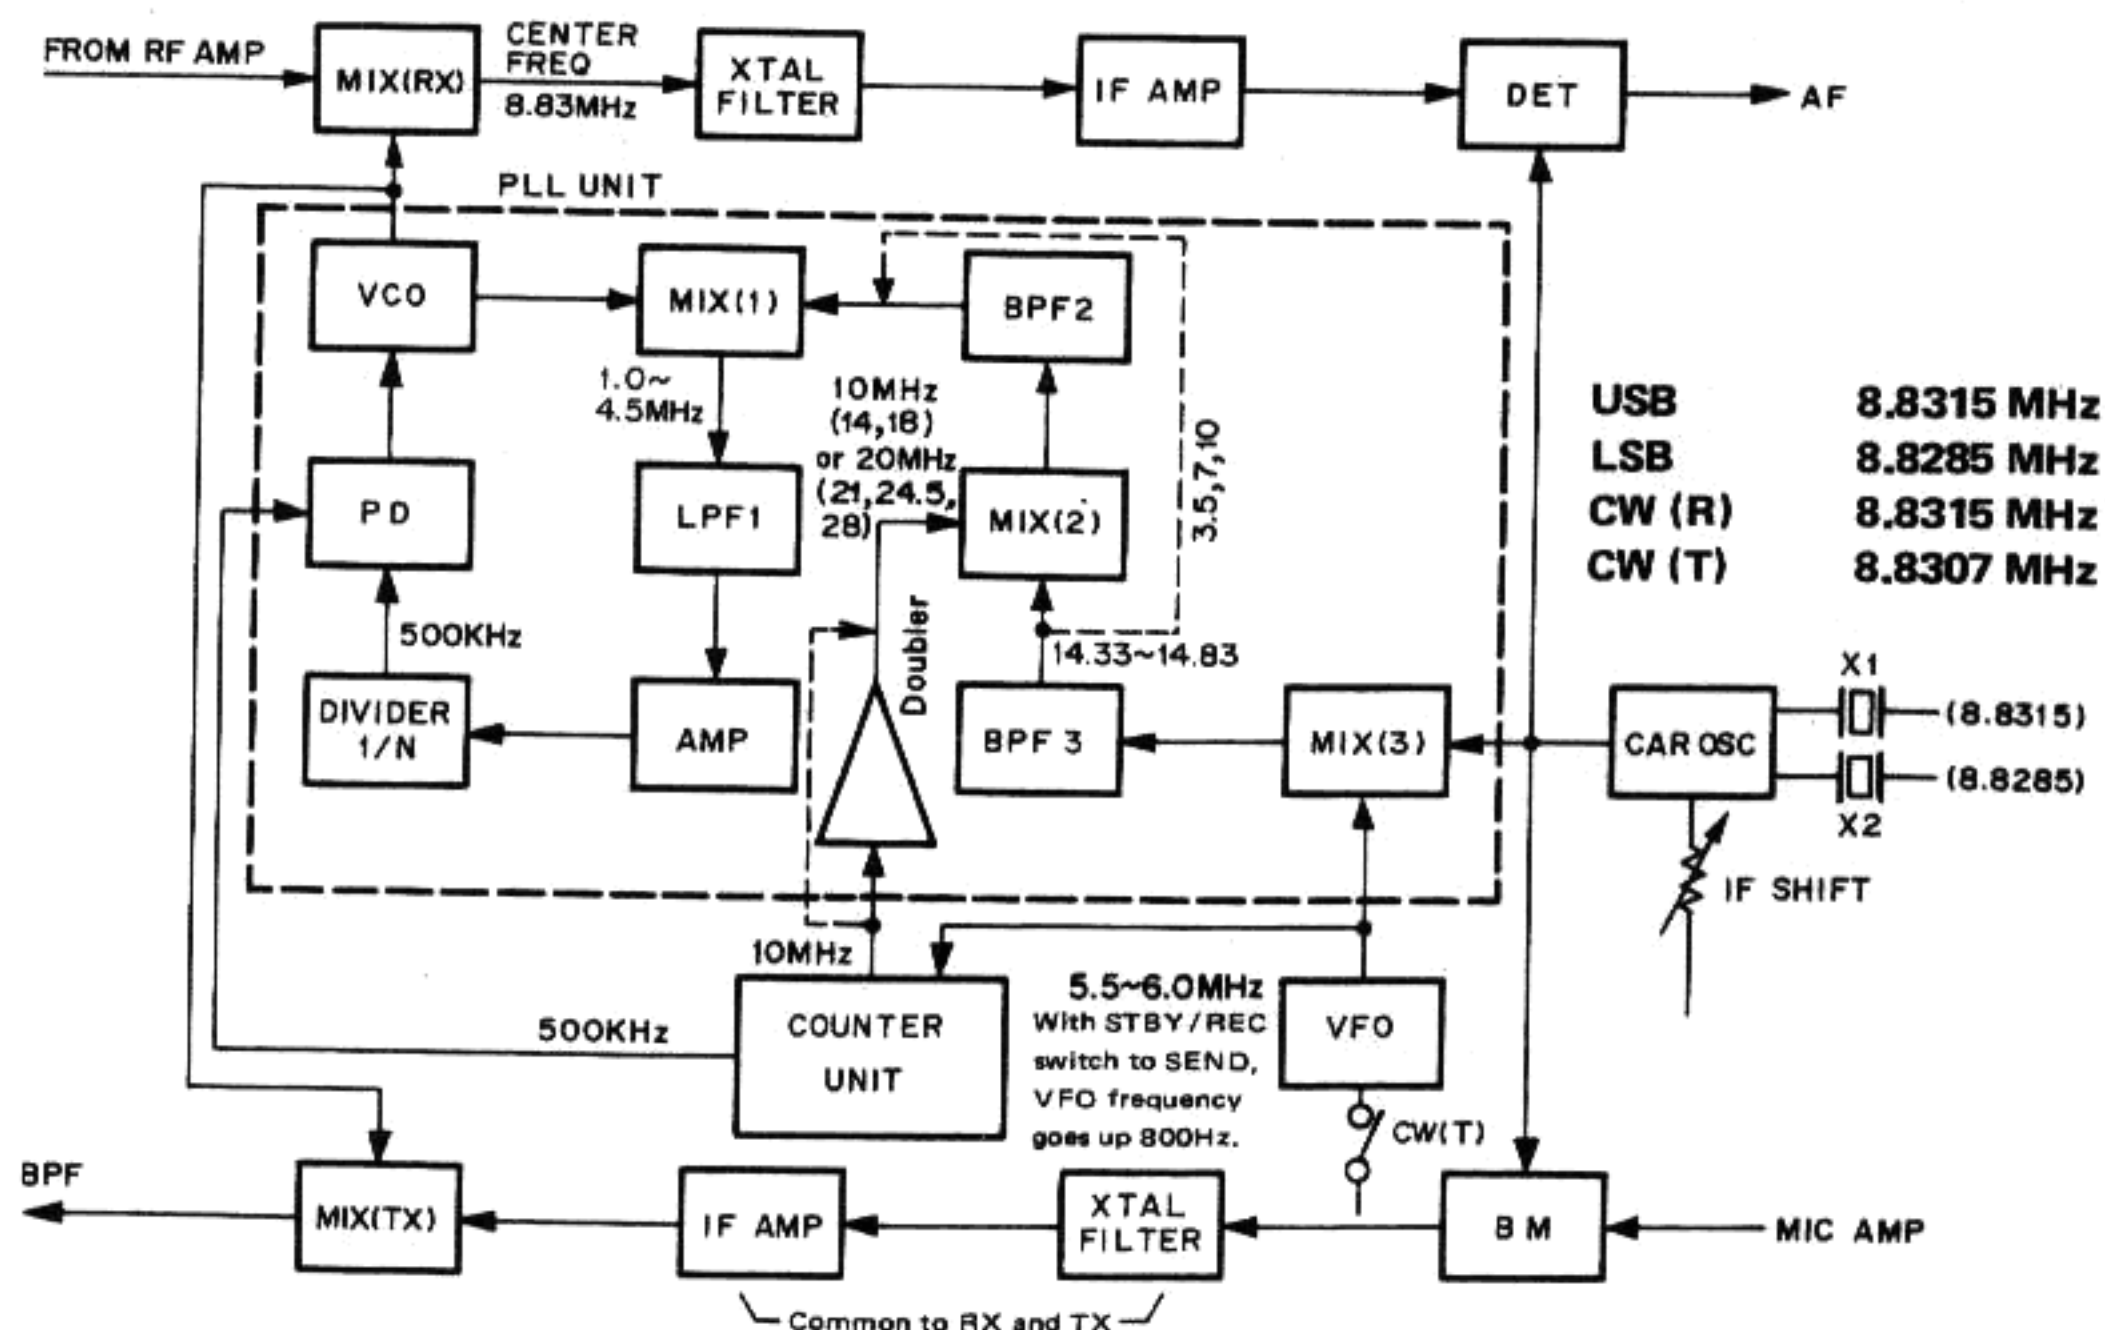 FROM RF AMP
MIX(RX)
CENTER
FREQ
8.83MHz
XTAL
FILTER
IF AMP
DET
AF
PLL UNIT
VCO
MIX(1)
BPF2
1.0~
4.5MHz
10MHz
(14,18)
or 20MHz
(21,24.5,
28)
3.5,7,10
USB 8.8315 MHz
LSB 8.8285 MHz
CW (R) 8.8315 MHz
CW (T) 8.8307 MHz
PD
LPF1
MIX(2)
500KHz
Doubler
14.33~14.83
DIVIDER
1/N
AMP
BPF 3
MIX(3)
CAR OSC
X1
(8.8315)
(8.8285)
X2
IF SHIFT
10MHz
500KHz
COUNTER
UNIT
5.5~6.0MHz
With STBY/REC
switch to SEND,
VFO frequency
goes up 800Hz.
VFO
CW(T)
BPF
MIX(TX)
IF AMP
XTAL
FILTER
BM
MIC AMP
Common to RX and TX